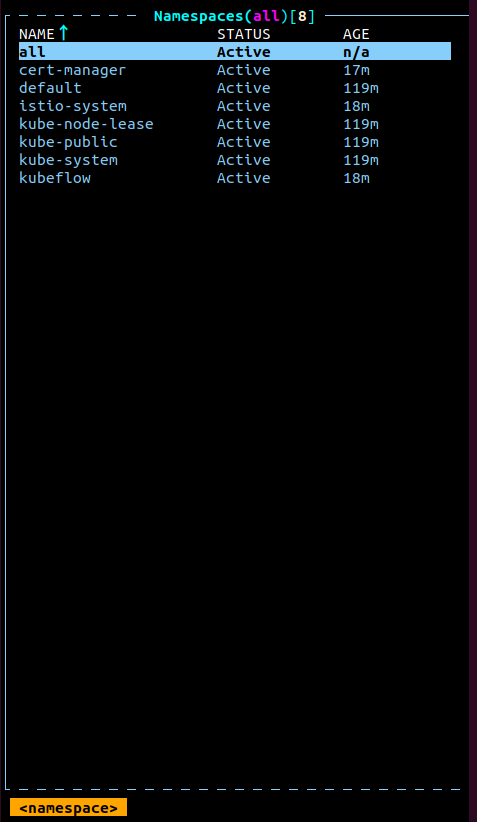 Namespaces(all)[8]
NAME↑ STATUS AGE
all Active n/a
cert-manager Active 17m
default Active 119m
istio-system Active 18m
kube-node-lease Active 119m
kube-public Active 119m
kube-system Active 119m
kubeflow Active 18m
<namespace>